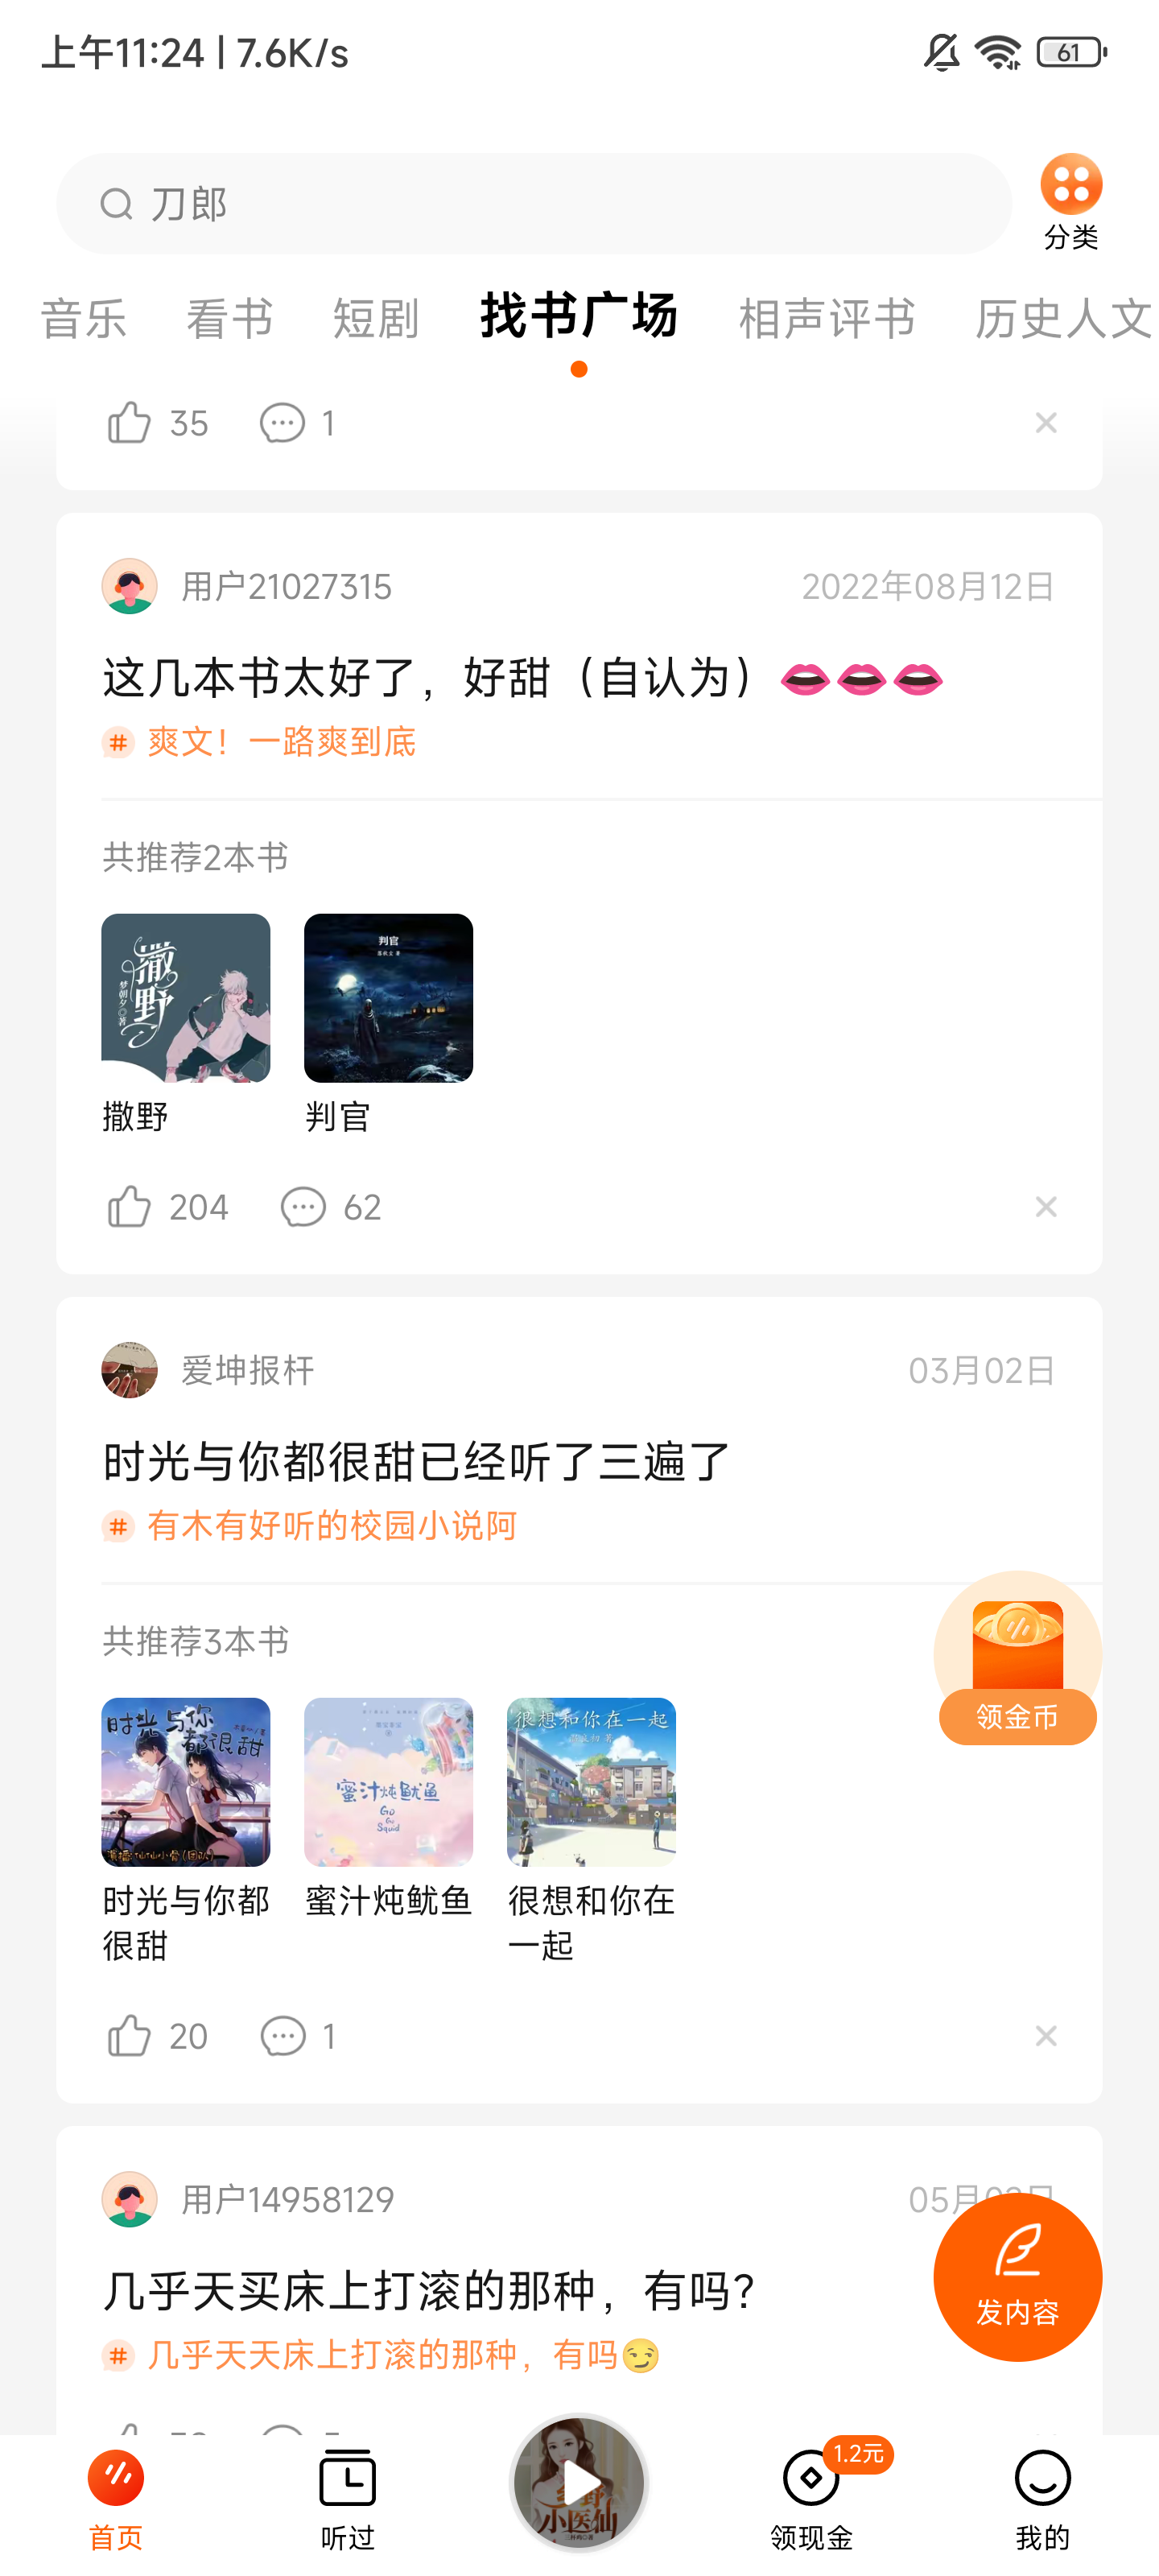 上午11:24 | 7.6K/s
61
刀郎
分类
音乐
看书
短剧
找书广场
相声评书
历史人文
35
1
用户21027315
2022年08月12日
这几本书太好了，好甜（自认为）👄👄👄
# 爽文！一路爽到底
共推荐2本书
撒野
梦朝夕◎著
判官
撒野
判官
204
62
爱坤报杆
03月02日
时光与你都很甜已经听了三遍了
# 有木有好听的校园小说阿
共推荐3本书
领金币
时光与你
都很甜
蜜汁炖鱿鱼
Go
Go
Squid
很想和你在一起
时光与你都
很甜
蜜汁炖鱿鱼
很想和你在
一起
20
1
用户14958129
05月
几乎天买床上打滚的那种，有吗？
# 几乎天天床上打滚的那种，有吗😏
发内容
小医仙
1.2元
首页
听过
领现金
我的